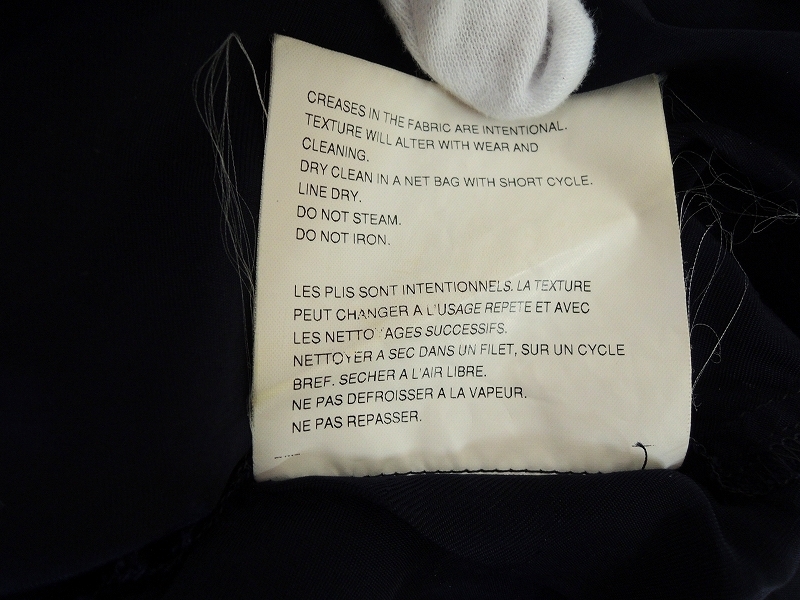 CREASES IN THE FABRIC ARE INTENTIONAL.
TEXTURE WILL ALTER WITH WEAR AND
CLEANING.
DRY CLEAN IN A NET BAG WITH SHORT CYCLE.
LINE DRY.
DO NOT STEAM.
DO NOT IRON.
LES PLIS SONT INTENTIONNELS. LA TEXTURE
PEUT CHANGER A L'USAGE REPETE ET AVEC
LES NETTOYAGES SUCCESSIFS.
NETTOYER A SEC DANS UN FILET, SUR UN CYCLE
BREF. SECHER A L'AIR LIBRE.
NE PAS DEFROISSER A LA VAPEUR.
NE PAS REPASSER.